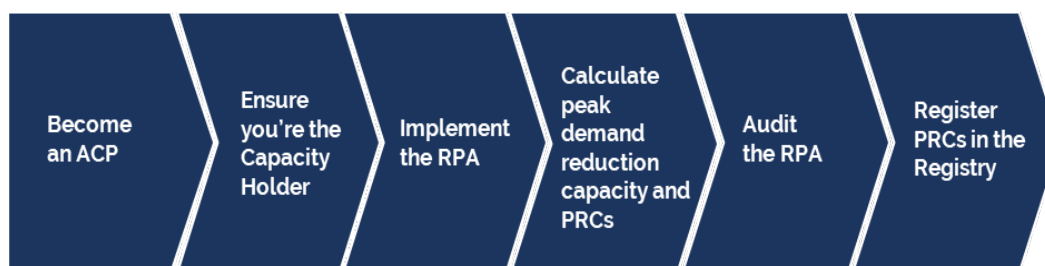 Become
an ACP
Ensure
you're the
Capacity
Holder
Implement
the RPA
Calculate
peak
demand
reduction
capacity and
PRCs
Audit
the RPA
Register
PRCs in the
Registry